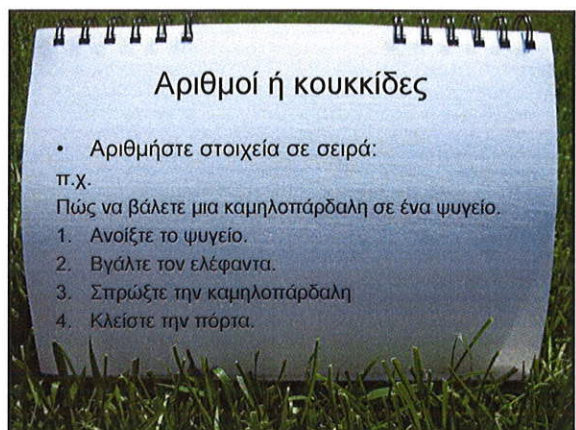 Αριθμοί ή κουκκίδες
• Αριθμήστε στοιχεία σε σειρά:
π.χ.
Πώς να βάλετε μια καμηλοπάρδαλη σε ένα ψυγείο.
1. Ανοίξτε το ψυγείο.
2. Βγάλτε τον ελέφαντα.
3. Σπρώξτε την καμηλοπάρδαλη
4. Κλείστε την πόρτα.